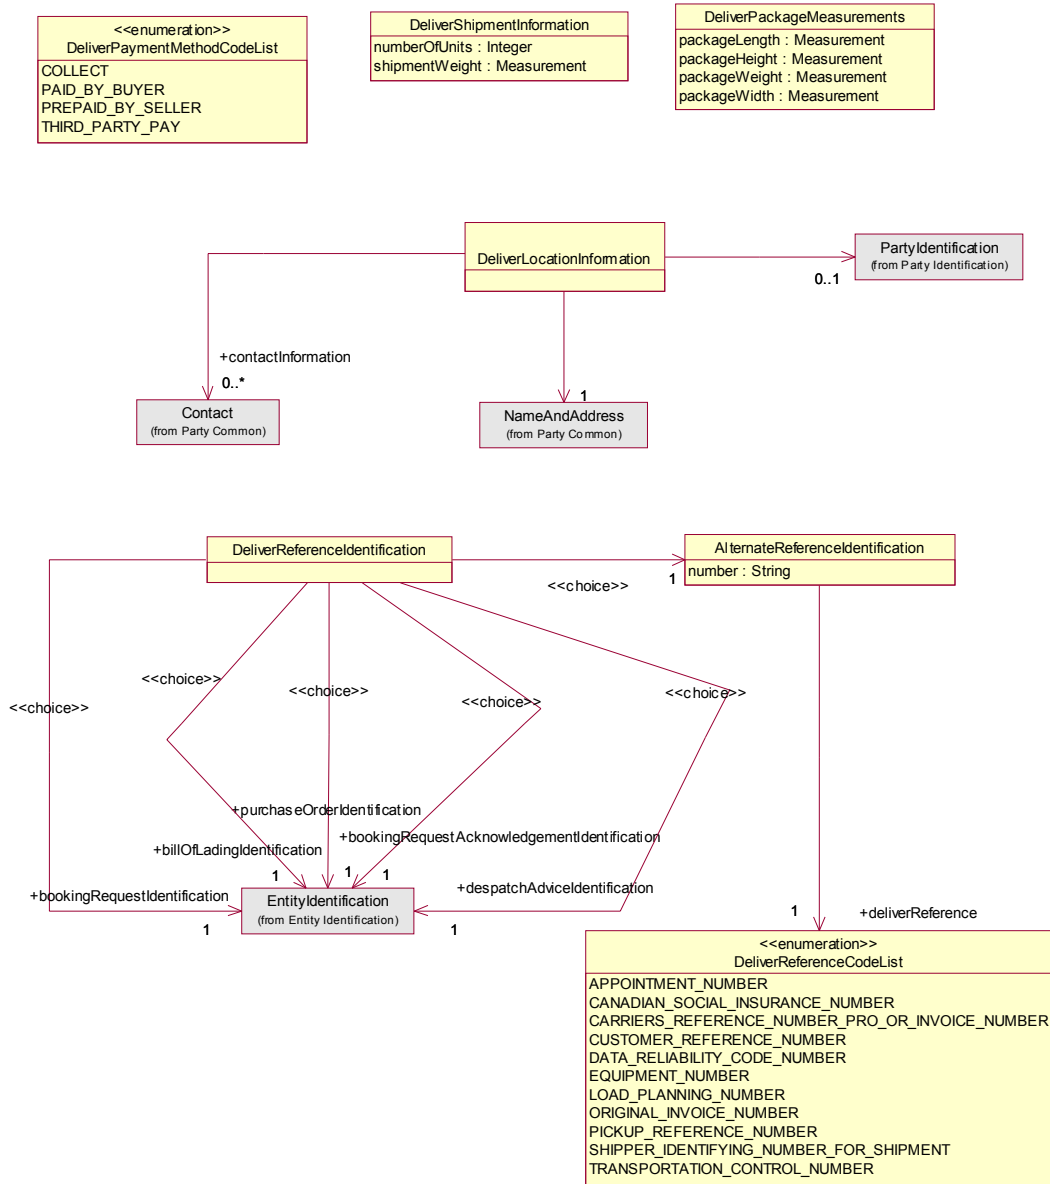 <<enumeration>>
DeliverPaymentMethodCodeList
COLLECT
PAID_BY_BUYER
PREPAID_BY_SELLER
THIRD_PARTY_PAY
DeliverShipmentInformation
numberOfUnits : Integer
shipmentWeight : Measurement
DeliverPackageMeasurements
packageLength : Measurement
packageHeight : Measurement
packageWeight : Measurement
packageWidth : Measurement
DeliverLocationInformation
PartyIdentification
(from Party Identification)
0..1
+contactInformation
0..*
Contact
(from Party Common)
1
NameAndAddress
(from Party Common)
DeliverReferenceIdentification
AlternateReferenceIdentification
number : String
1
<<choice>>
<<choice>>
<<choice>>
<<choice>>
<<choice>>
<<choice>>
+purchaseOrderIdentification
+bookingRequestAcknowledgementIdentification
+billOfLadingIdentification
1
1
1
+bookingRequestIdentification
+despatchAdviceIdentification
1
1
EntityIdentification
(from Entity Identification)
1
+deliverReference
<<enumeration>>
DeliverReferenceCodeList
APPOINTMENT_NUMBER
CANADIAN_SOCIAL_INSURANCE_NUMBER
CARRIERS_REFERENCE_NUMBER_PRO_OR_INVOICE_NUMBER
CUSTOMER_REFERENCE_NUMBER
DATA_RELIABILITY_CODE_NUMBER
EQUIPMENT_NUMBER
LOAD_PLANNING_NUMBER
ORIGINAL_INVOICE_NUMBER
PICKUP_REFERENCE_NUMBER
SHIPPER_IDENTIFYING_NUMBER_FOR_SHIPMENT
TRANSPORTATION_CONTROL_NUMBER